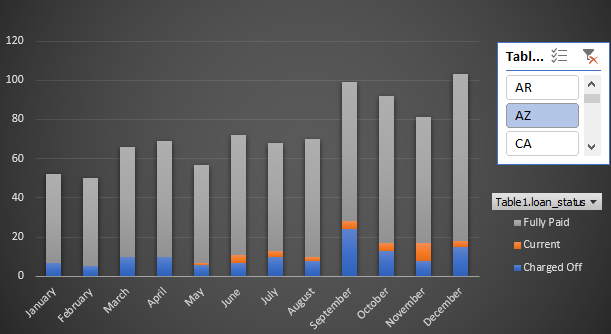 120
100
80
60
40
20
0
January
February
March
April
May
June
July
August
September
October
November
December
Tabl...
AR
AZ
CA
Table1.loan_status
Fully Paid
Current
Charged Off